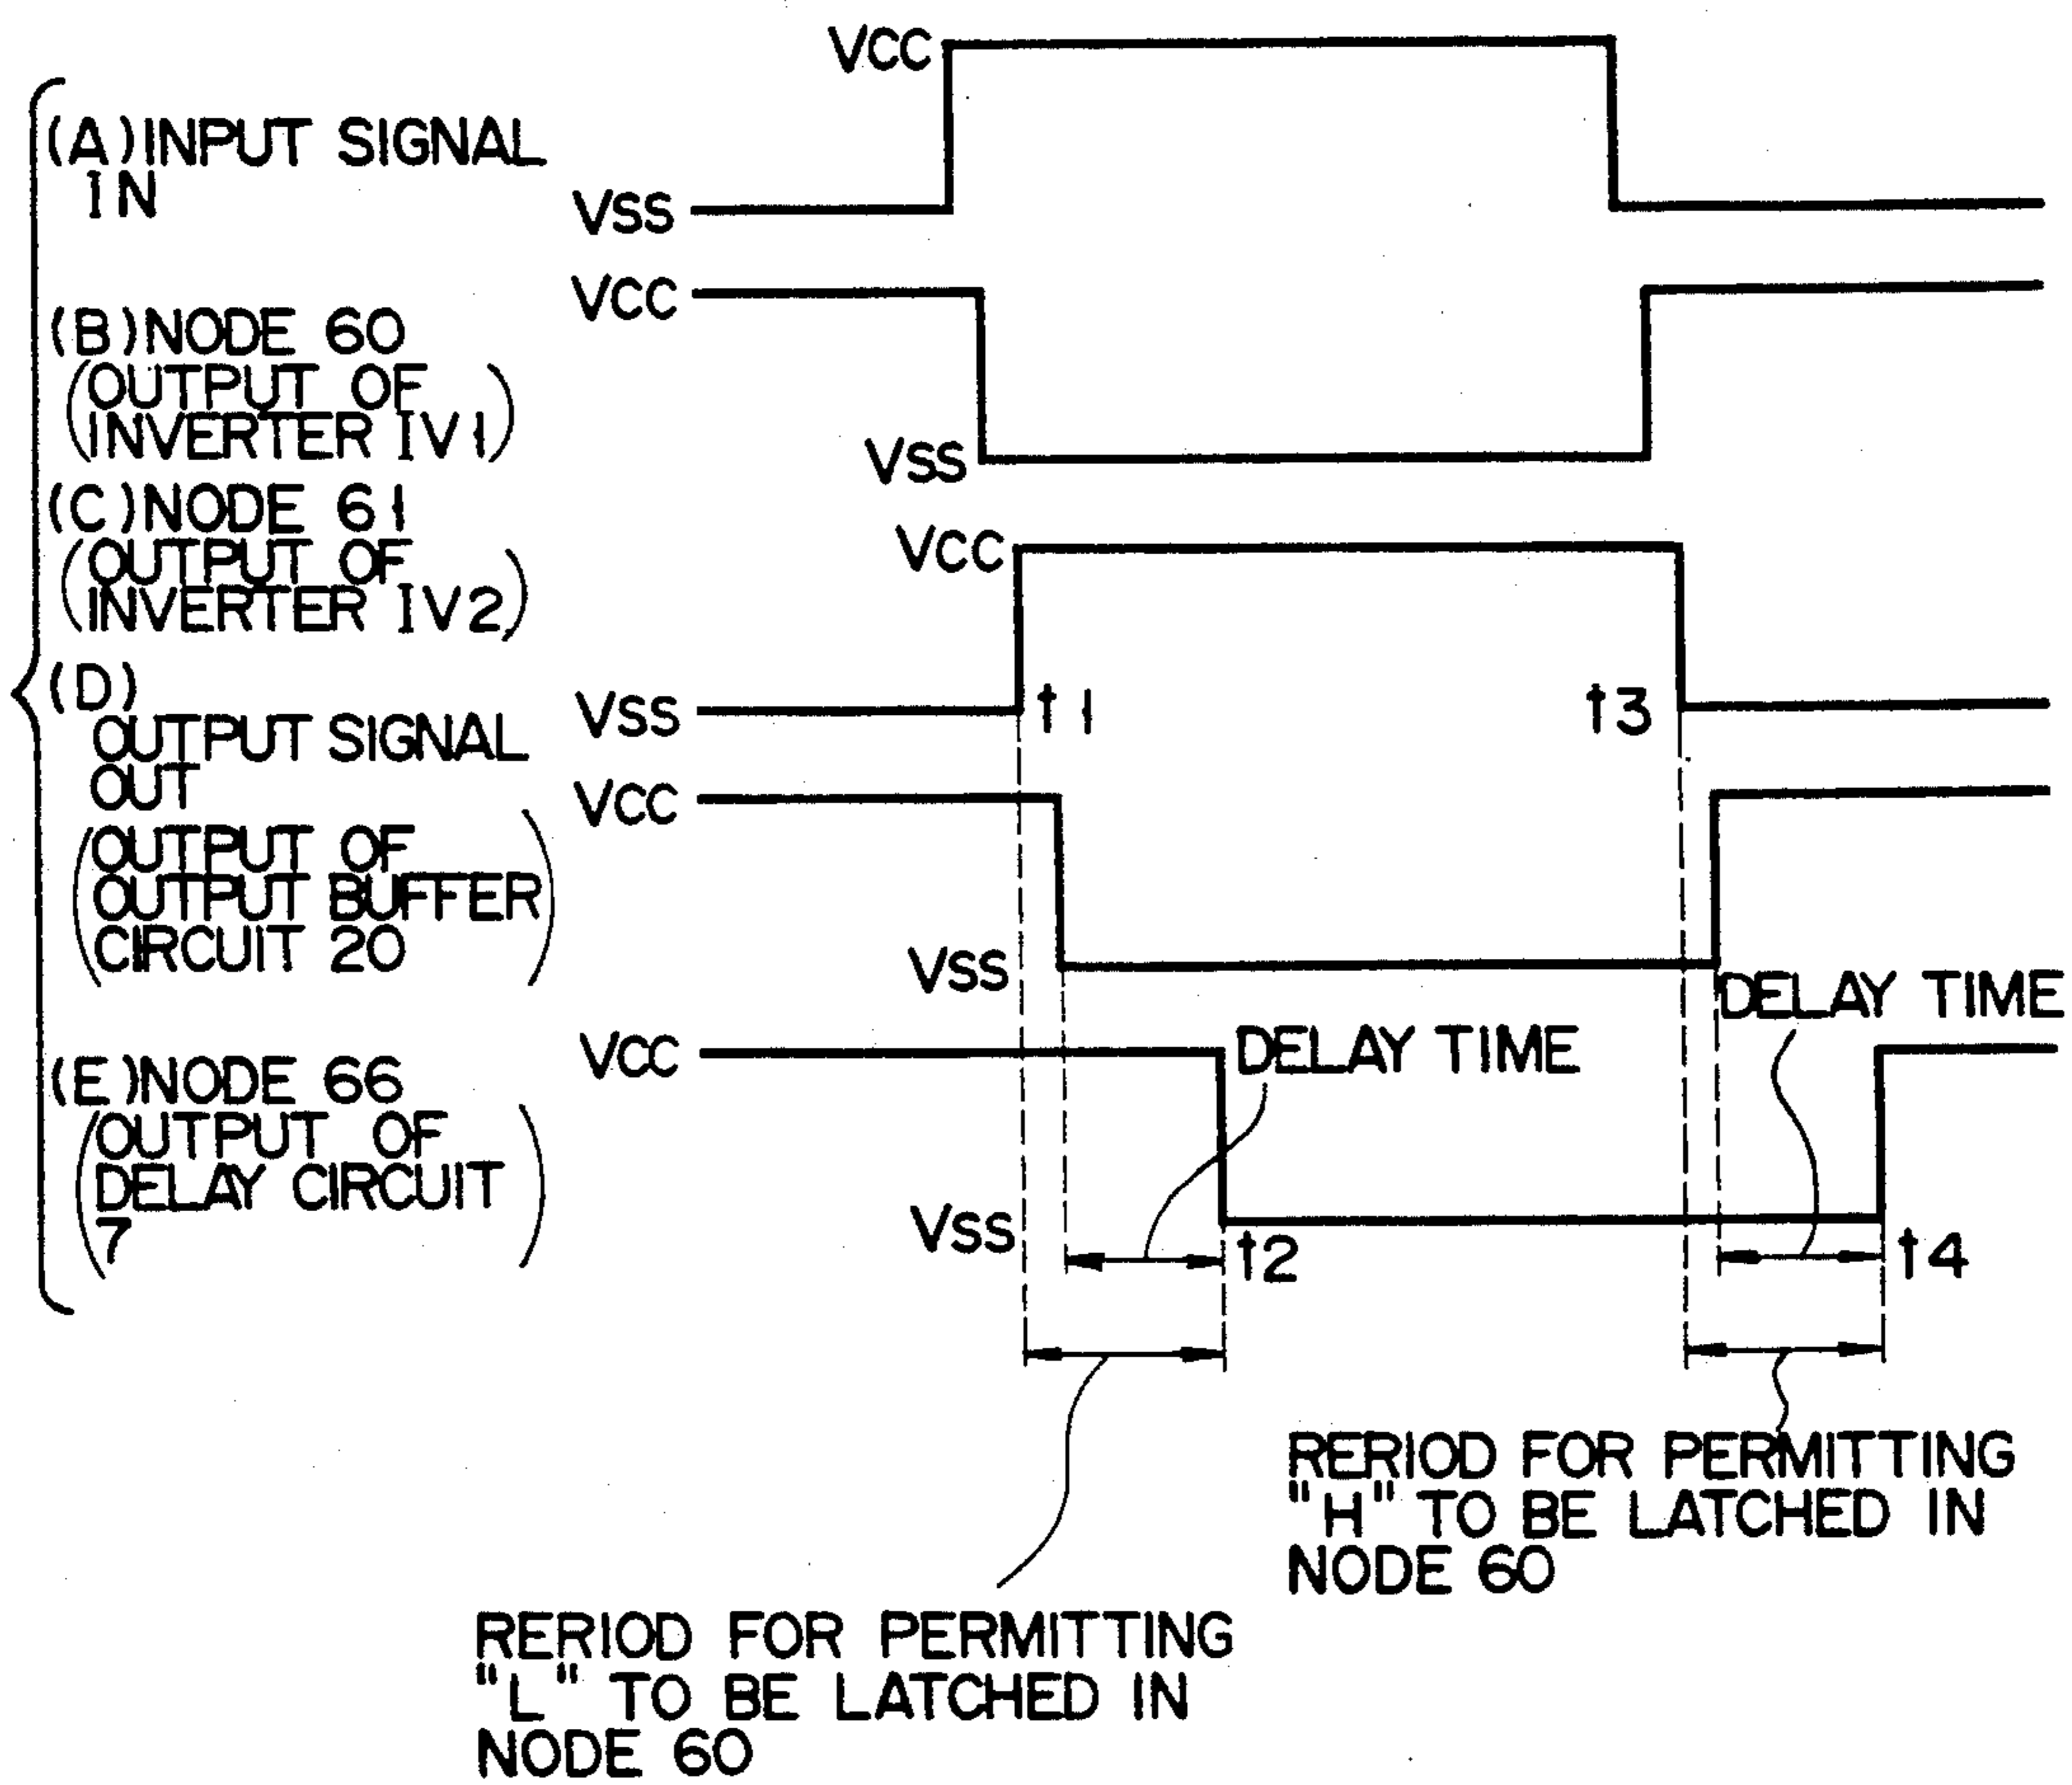 VCC
(A) INPUT SIGNAL
IN
VSS
VCC
(B) NODE 60
(OUTPUT OF
INVERTER IV1)
VSS
(C) NODE 61
(OUTPUT OF
INVERTER IV2)
VCC
VSS
t1
t3
(D)
OUTPUT SIGNAL
OUT
(OUTPUT OF
OUTPUT BUFFER
CIRCUIT 20)
VCC
VSS
DELAY TIME
VCC
DELAY TIME
(E) NODE 66
(OUTPUT OF
DELAY CIRCUIT
7)
VSS
t2
t4
RERIOD FOR PERMITTING
"H" TO BE LATCHED IN
NODE 60
RERIOD FOR PERMITTING
"L" TO BE LATCHED IN
NODE 60